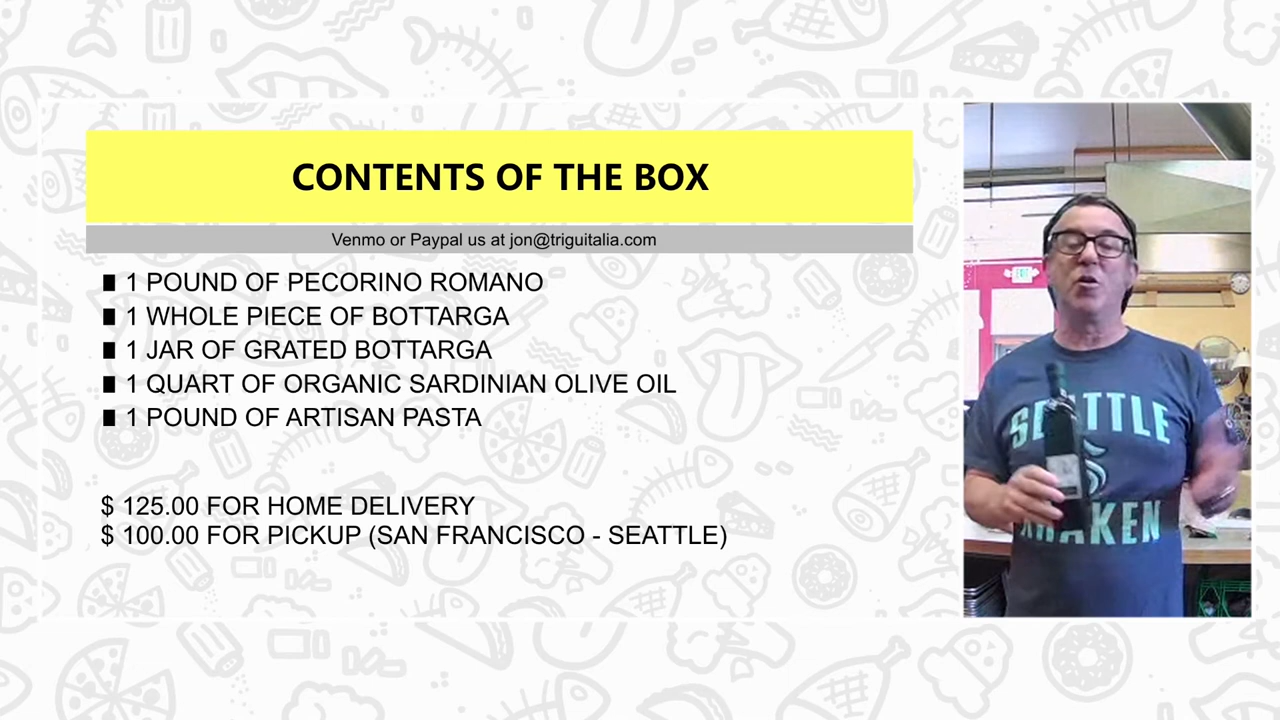 CONTENTS OF THE BOX
Venmo or Paypal us at jon@triguitalia.com
■ 1 POUND OF PECORINO ROMANO
■ 1 WHOLE PIECE OF BOTTARGA
■ 1 JAR OF GRATED BOTTARGA
■ 1 QUART OF ORGANIC SARDINIAN OLIVE OIL
■ 1 POUND OF ARTISAN PASTA
$ 125.00 FOR HOME DELIVERY
$ 100.00 FOR PICKUP (SAN FRANCISCO - SEATTLE)
EXIT
SEATTLE
KRAKEN